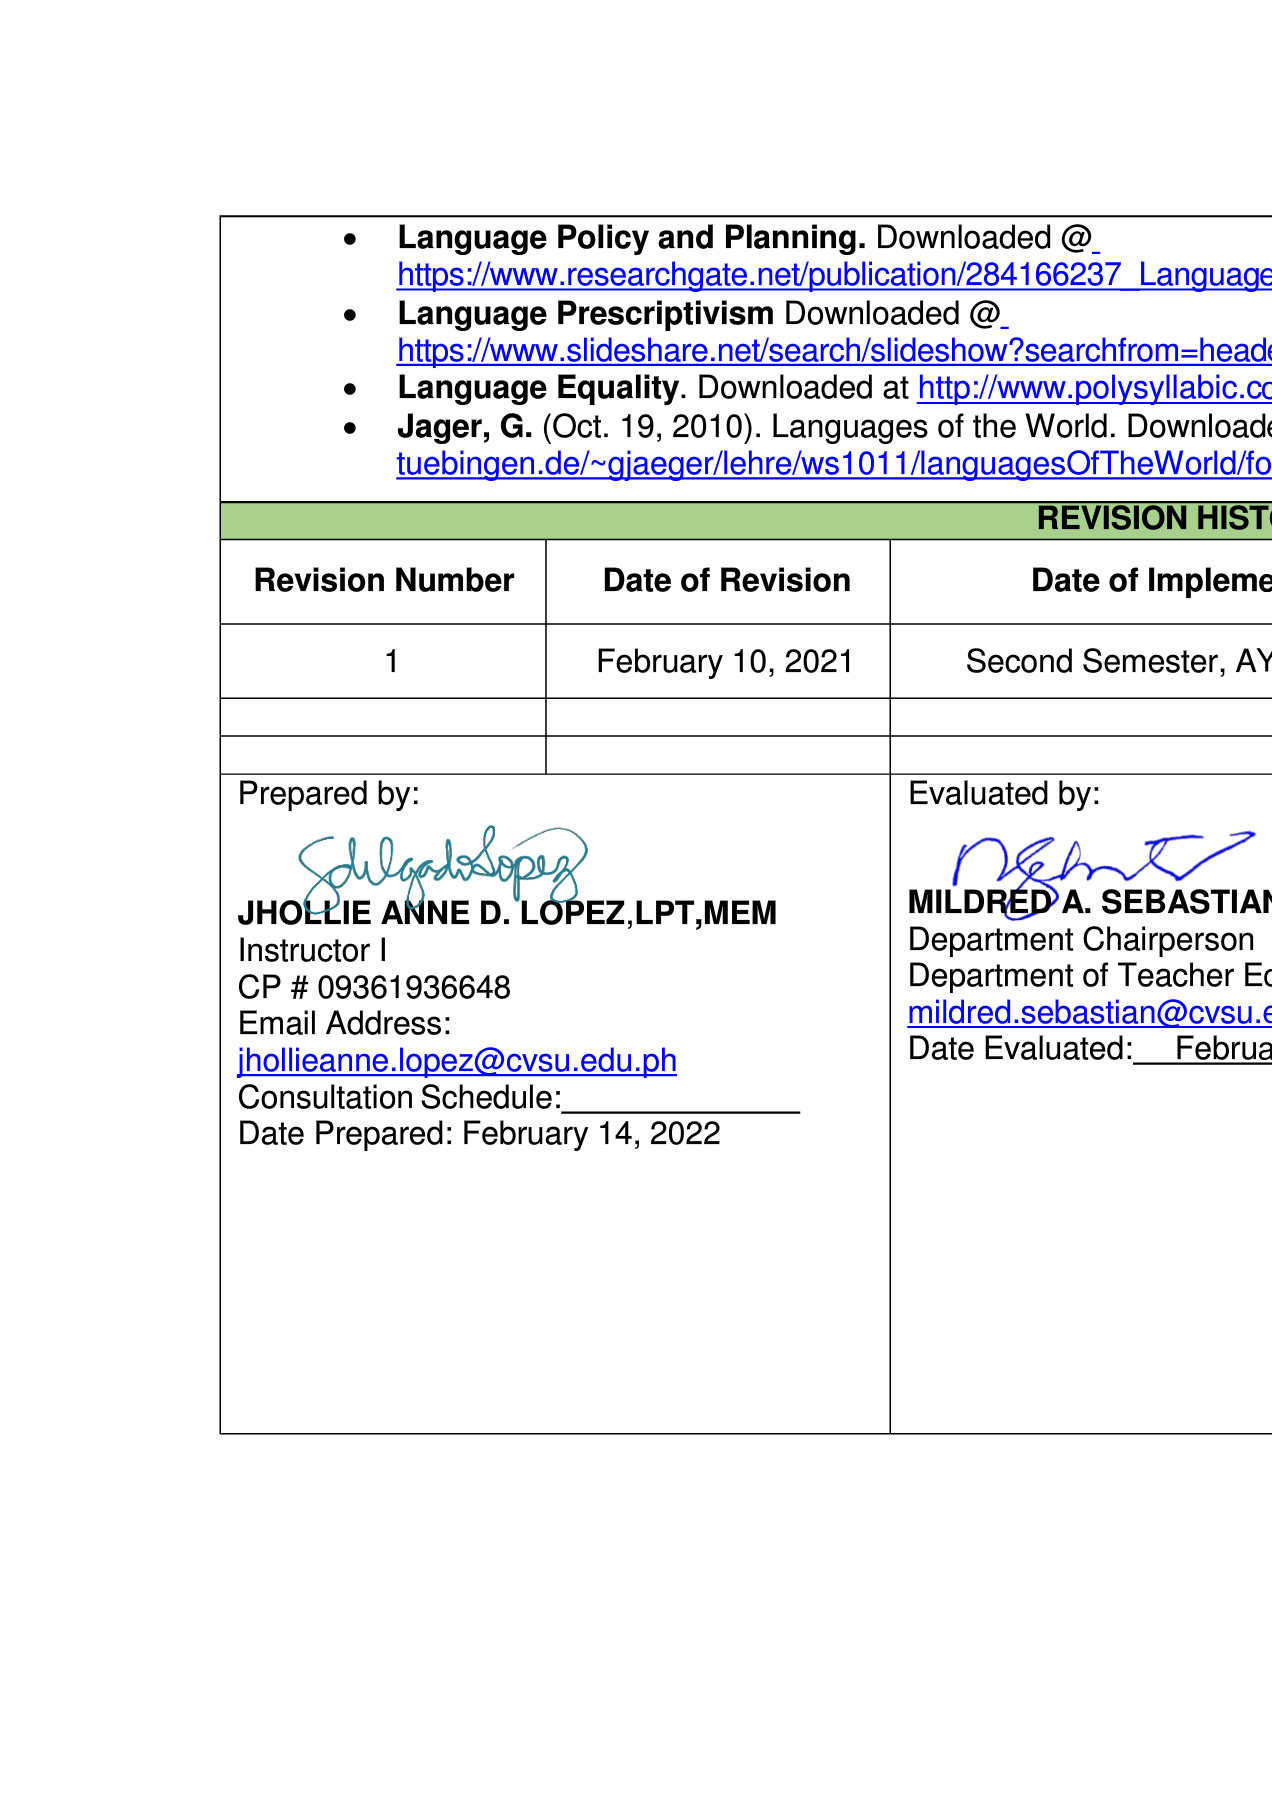 • Language Policy and Planning. Downloaded @
https://www.researchgate.net/publication/284166237_Language
• Language Prescriptivism Downloaded @
https://www.slideshare.net/search/slideshow?searchfrom=heade
• Language Equality. Downloaded at http://www.polysyllabic.co
• Jager, G. (Oct. 19, 2010). Languages of the World. Downloade
tuebingen.de/~gjaeger/lehre/ws1011/languagesOfTheWorld/fo
REVISION HISTO
Revision Number Date of Revision Date of Impleme
1 February 10, 2021 Second Semester, AY
Prepared by:
JHOLLIE ANNE D. LOPEZ,LPT,MEM
Instructor I
CP # 09361936648
Email Address:
jhollieanne.lopez@cvsu.edu.ph
Consultation Schedule:
Date Prepared: February 14, 2022
Evaluated by:
MILDRED A. SEBASTIAN
Department Chairperson
Department of Teacher Ed
mildred.sebastian@cvsu.e
Date Evaluated: Februa